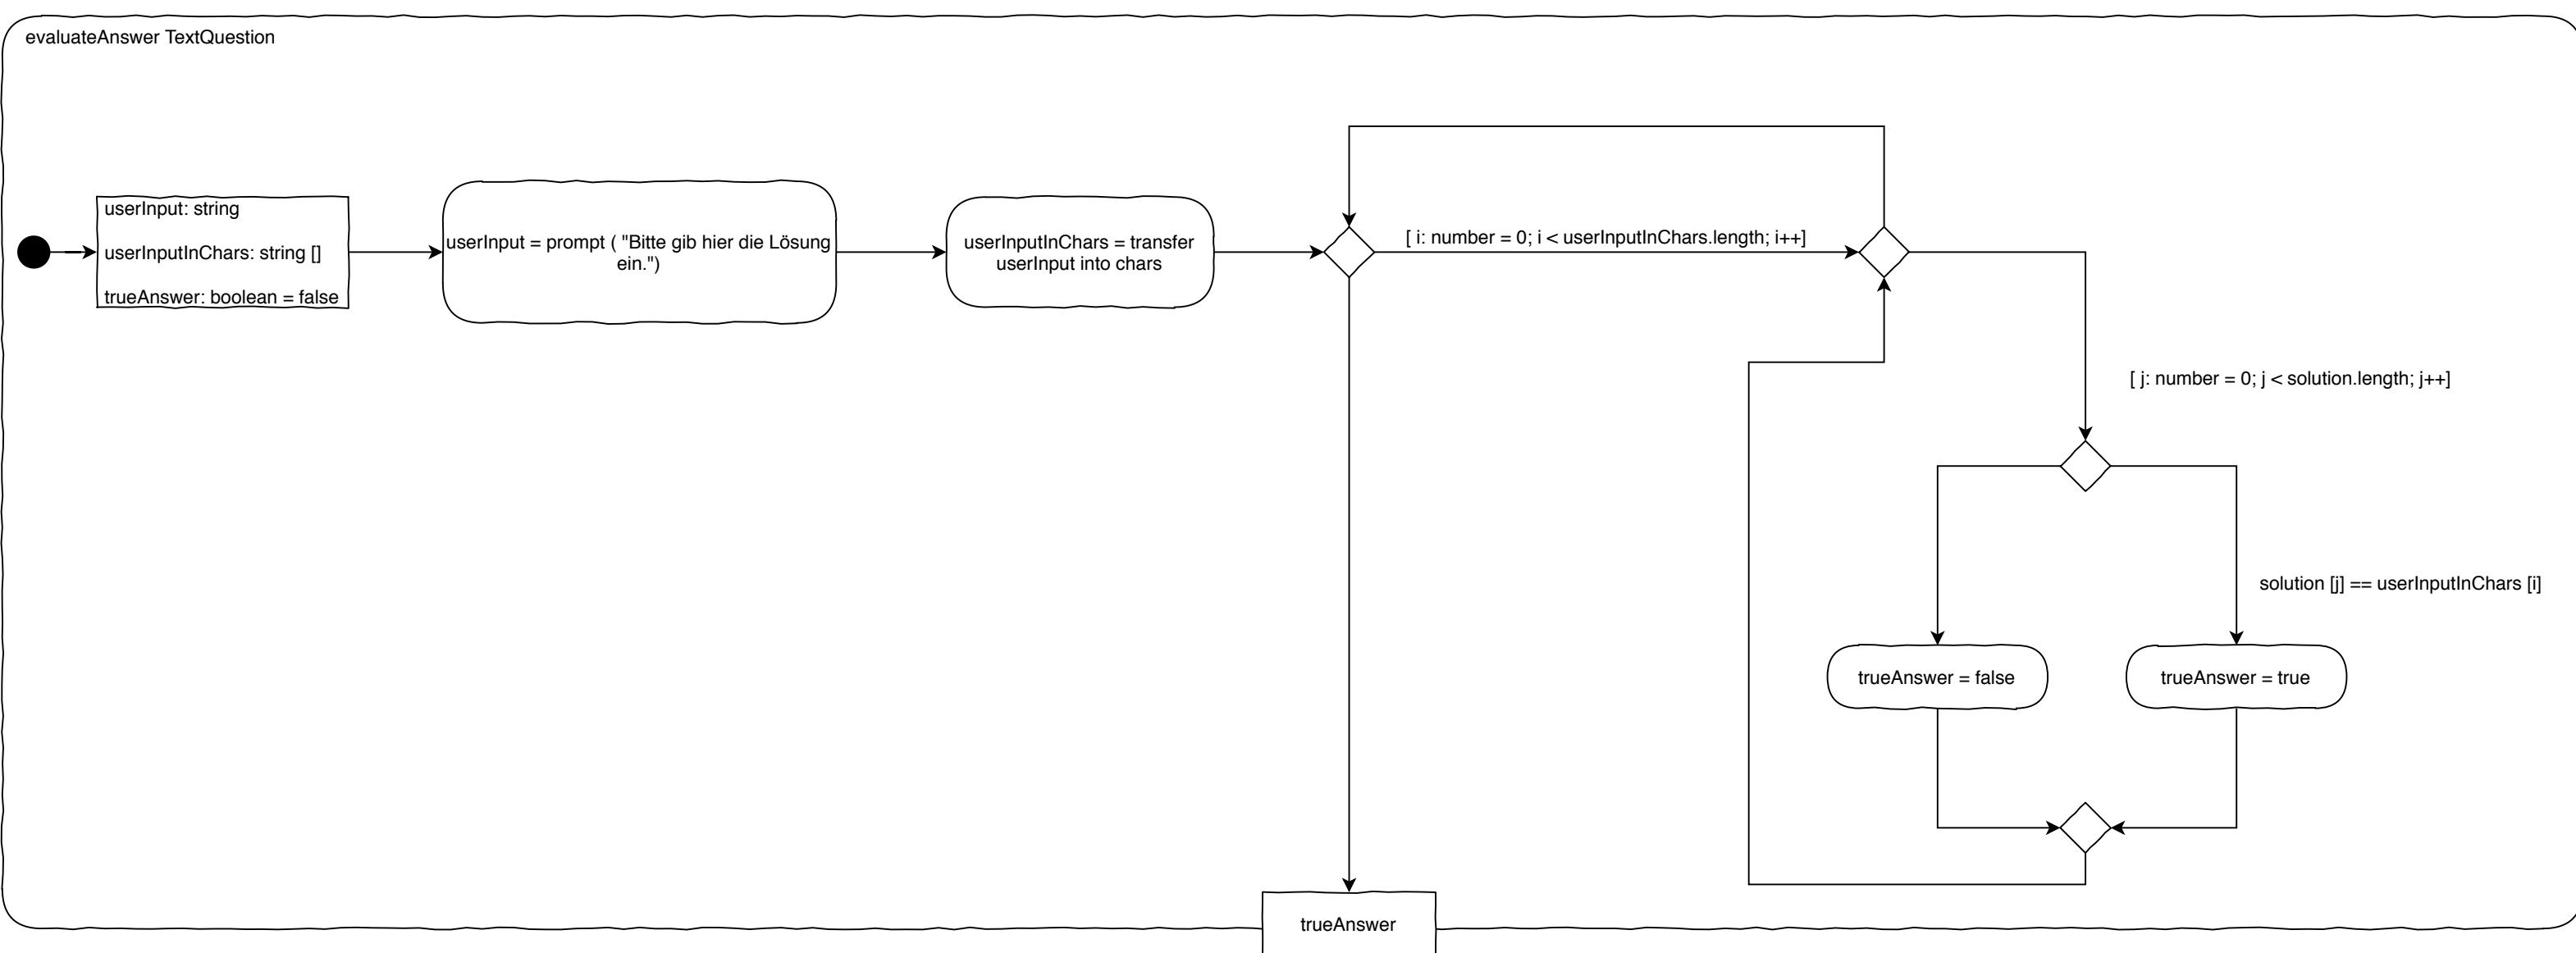 evaluateAnswer TextQuestion
userInput: string
userInputInChars: string []
trueAnswer: boolean = false
userInput = prompt ( "Bitte gib hier die Lösung
ein.")
userInputInChars = transfer
userInput into chars
[ i: number = 0; i < userInputInChars.length; i++]
[ j: number = 0; j < solution.length; j++]
solution [j] == userInputInChars [i]
trueAnswer = false
trueAnswer = true
trueAnswer